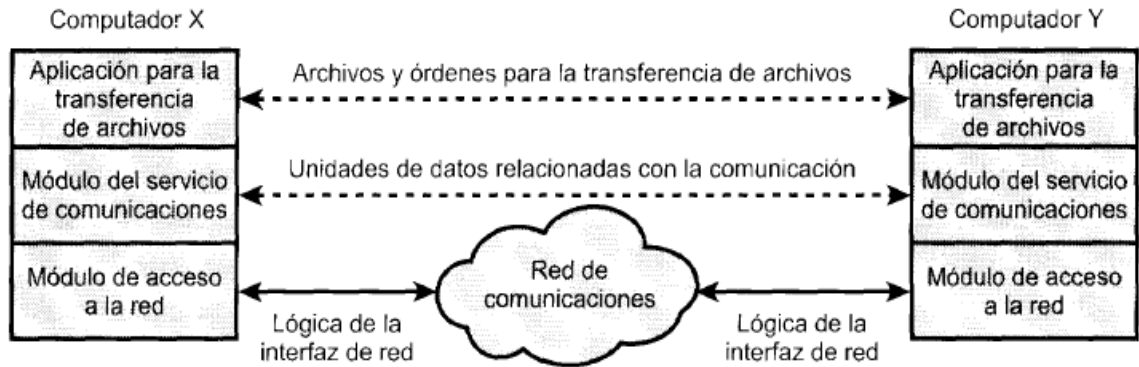 Computador X
Computador Y
Aplicación para la
transferencia
de archivos
Archivos y órdenes para la transferencia de archivos
Aplicación para la
transferencia
de archivos
Módulo del servicio
de comunicaciones
Unidades de datos relacionadas con la comunicación
Módulo del servicio
de comunicaciones
Módulo de acceso
a la red
Red de
comunicaciones
Módulo de acceso
a la red
Lógica de la
interfaz de red
Lógica de la
interfaz de red